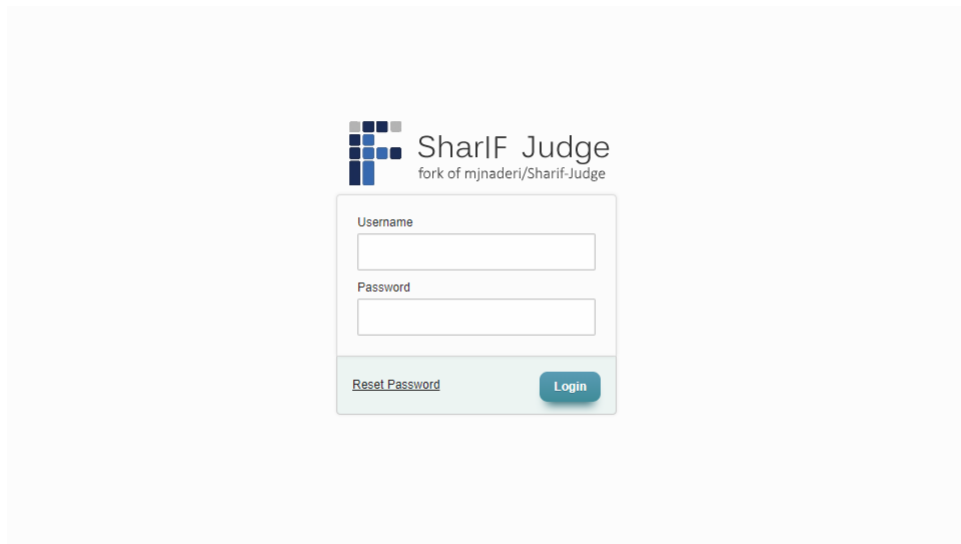 SharIF Judge
fork of mjnaderi/Sharif-Judge
Username
Password
Reset Password
Login